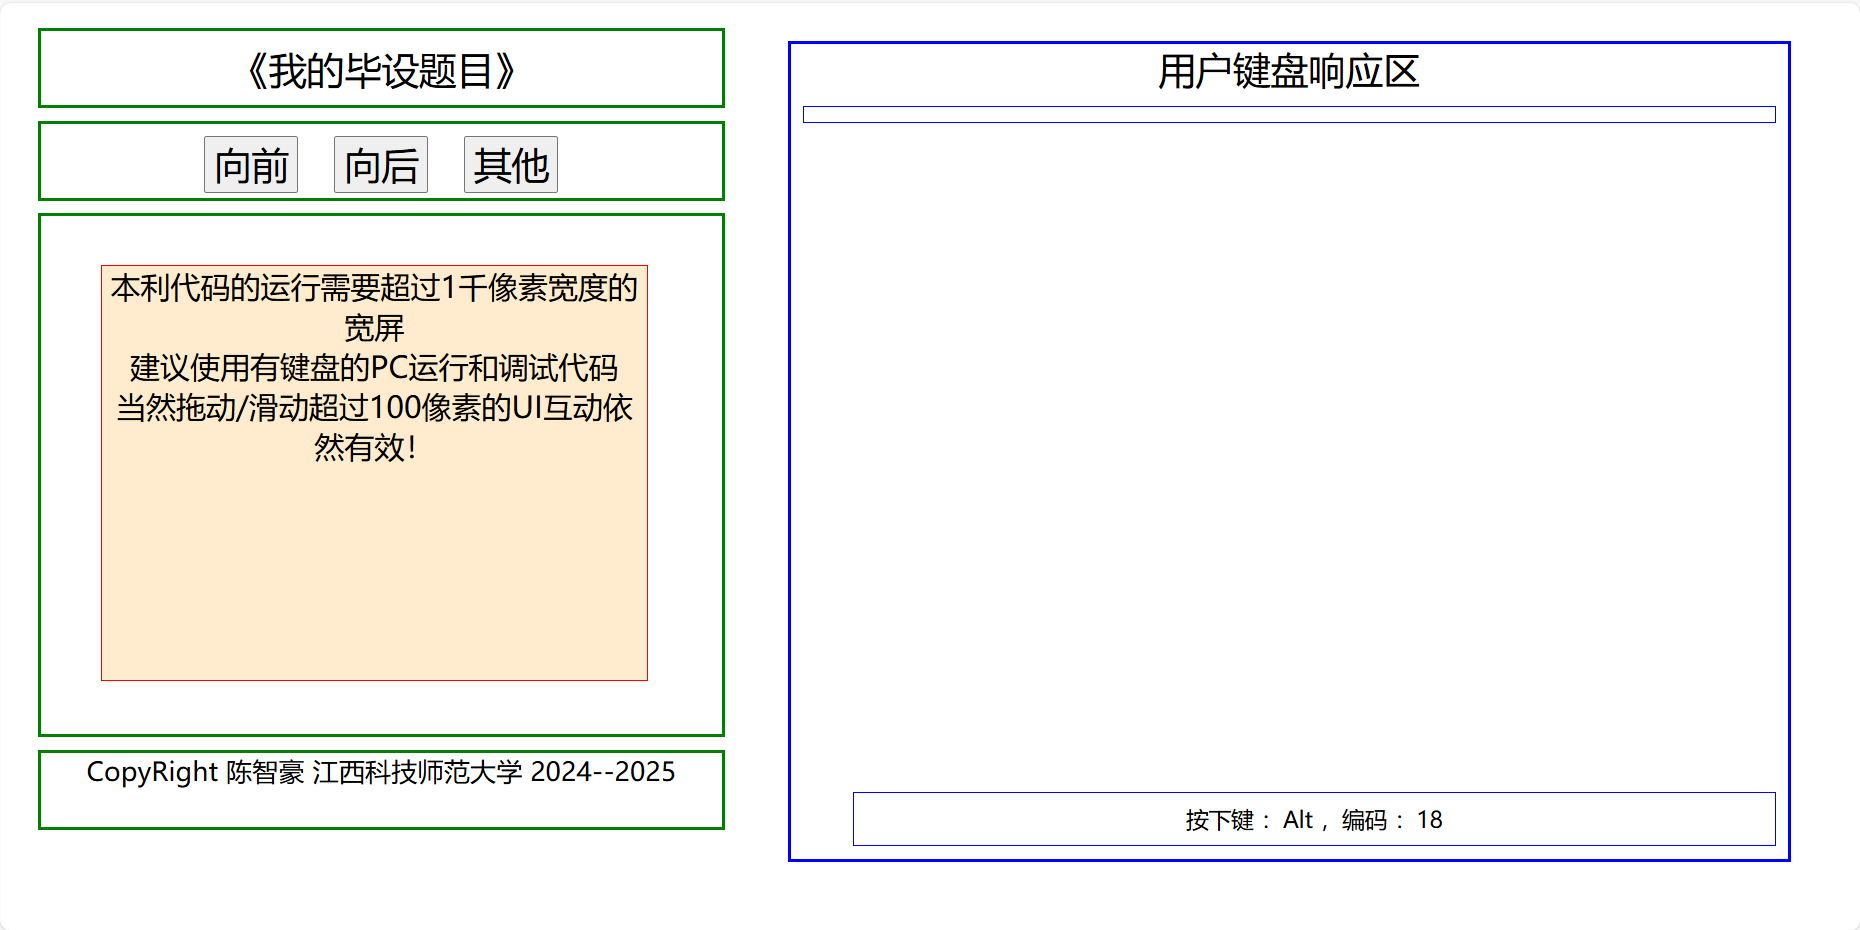 《我的毕设题目》
向前 向后 其他
本利代码的运行需要超过1千像素宽度的
宽屏
建议使用有键盘的PC运行和调试代码
当然拖动/滑动超过100像素的UI互动依
然有效！
CopyRight 陈智豪 江西科技师范大学 2024--2025
用户键盘响应区
按下键 ： Alt ，编码 ： 18